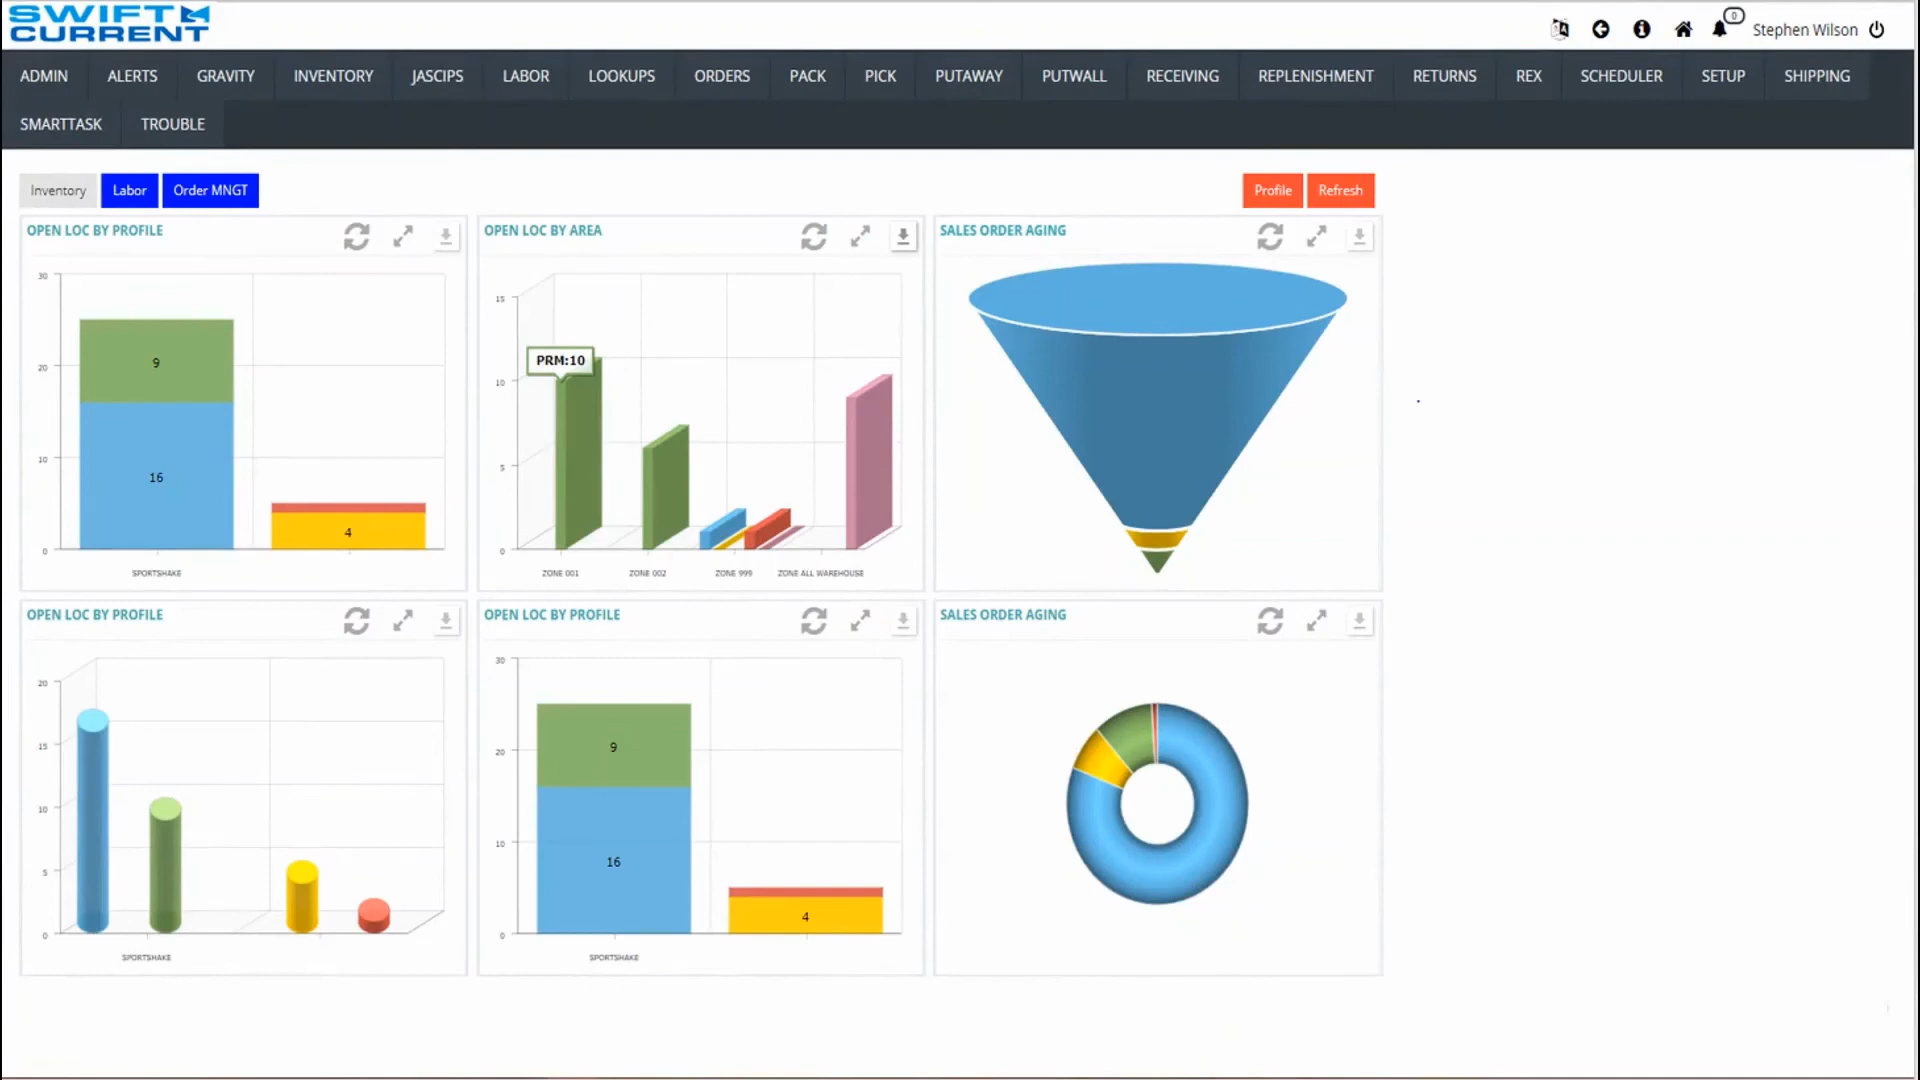 SWIFT
CURRENT
0
Stephen Wilson
ADMIN ALERTS GRAVITY INVENTORY JASCIPS LABOR LOOKUPS ORDERS PACK PICK PUTAWAY PUTWALL RECEIVING REPLENISHMENT RETURNS REX SCHEDULER SETUP SHIPPING
SMARTTASK TROUBLE
Inventory Labor Order MNGT Profile Refresh
OPEN LOC BY PROFILE
30
20
10
0
9
16
4
SPORTSHAKE
OPEN LOC BY AREA
15
10
5
0
PRM:10
ZONE 001 ZONE 002 ZONE 999 ZONE ALL WAREHOUSE
SALES ORDER AGING
OPEN LOC BY PROFILE
20
15
10
5
0
SPORTSHAKE
OPEN LOC BY PROFILE
30
20
10
0
9
16
4
SPORTSHAKE
SALES ORDER AGING